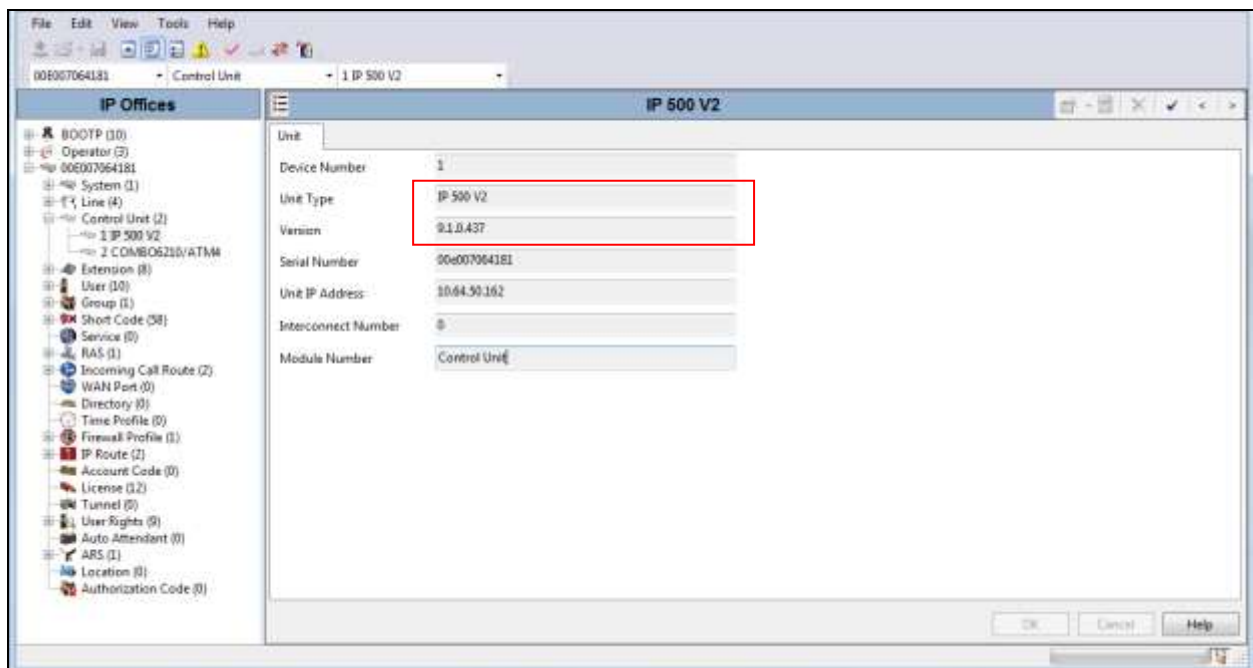 File Edit View Tools Help
00E007064181 Control Unit 1 IP 500 V2
IP Offices
BOOTP (10)
Operator (3)
00E007064181
System (1)
Line (4)
Control Unit (2)
1 IP 500 V2
2 COMBO6210/ATM4
Extension (8)
User (10)
Group (1)
Short Code (58)
Service (0)
RAS (1)
Incoming Call Route (2)
WAN Port (0)
Directory (0)
Time Profile (0)
Firewall Profile (1)
IP Route (2)
Account Code (0)
License (12)
Tunnel (0)
User Rights (9)
Auto Attendant (0)
ARS (1)
Location (0)
Authorization Code (0)
IP 500 V2
Unit
Device Number 1
Unit Type IP 500 V2
Version 9.1.0.437
Serial Number 00e007064181
Unit IP Address 10.64.50.162
Interconnect Number 0
Module Number Control Unit
OK Cancel Help